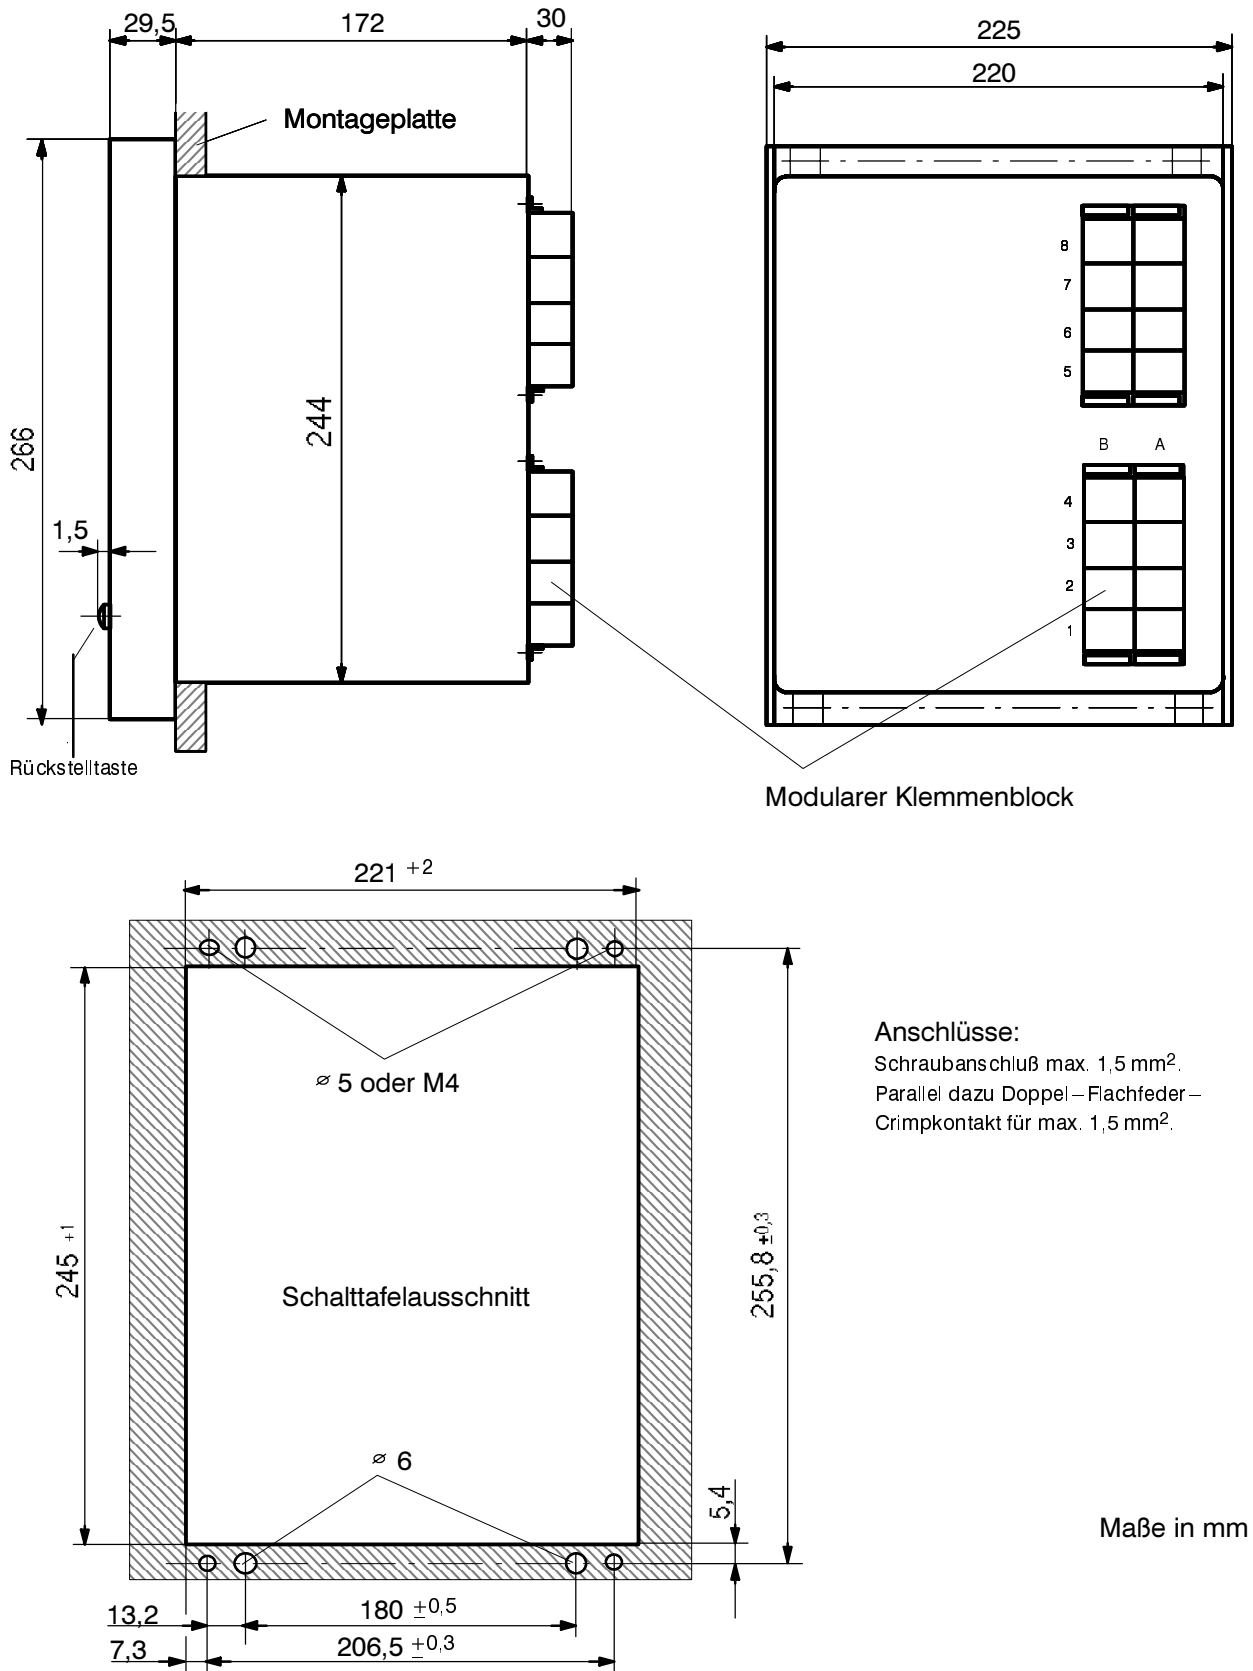 29,5
172
30
225
220
Montageplatte
266
244
1,5
Rückstelltaste
8
7
6
5
B A
4
3
2
1
Modularer Klemmenblock
221 +2
⌀ 5 oder M4
Anschlüsse:
Schraubanschluß max. 1,5 mm².
Parallel dazu Doppel–Flachfeder–
Crimpkontakt für max. 1,5 mm².
245 +1
255,8 ±0,3
Schalttafelausschnitt
⌀ 6
5,4
Maße in mm
13,2
180 ±0,5
7,3
206,5 ±0,3